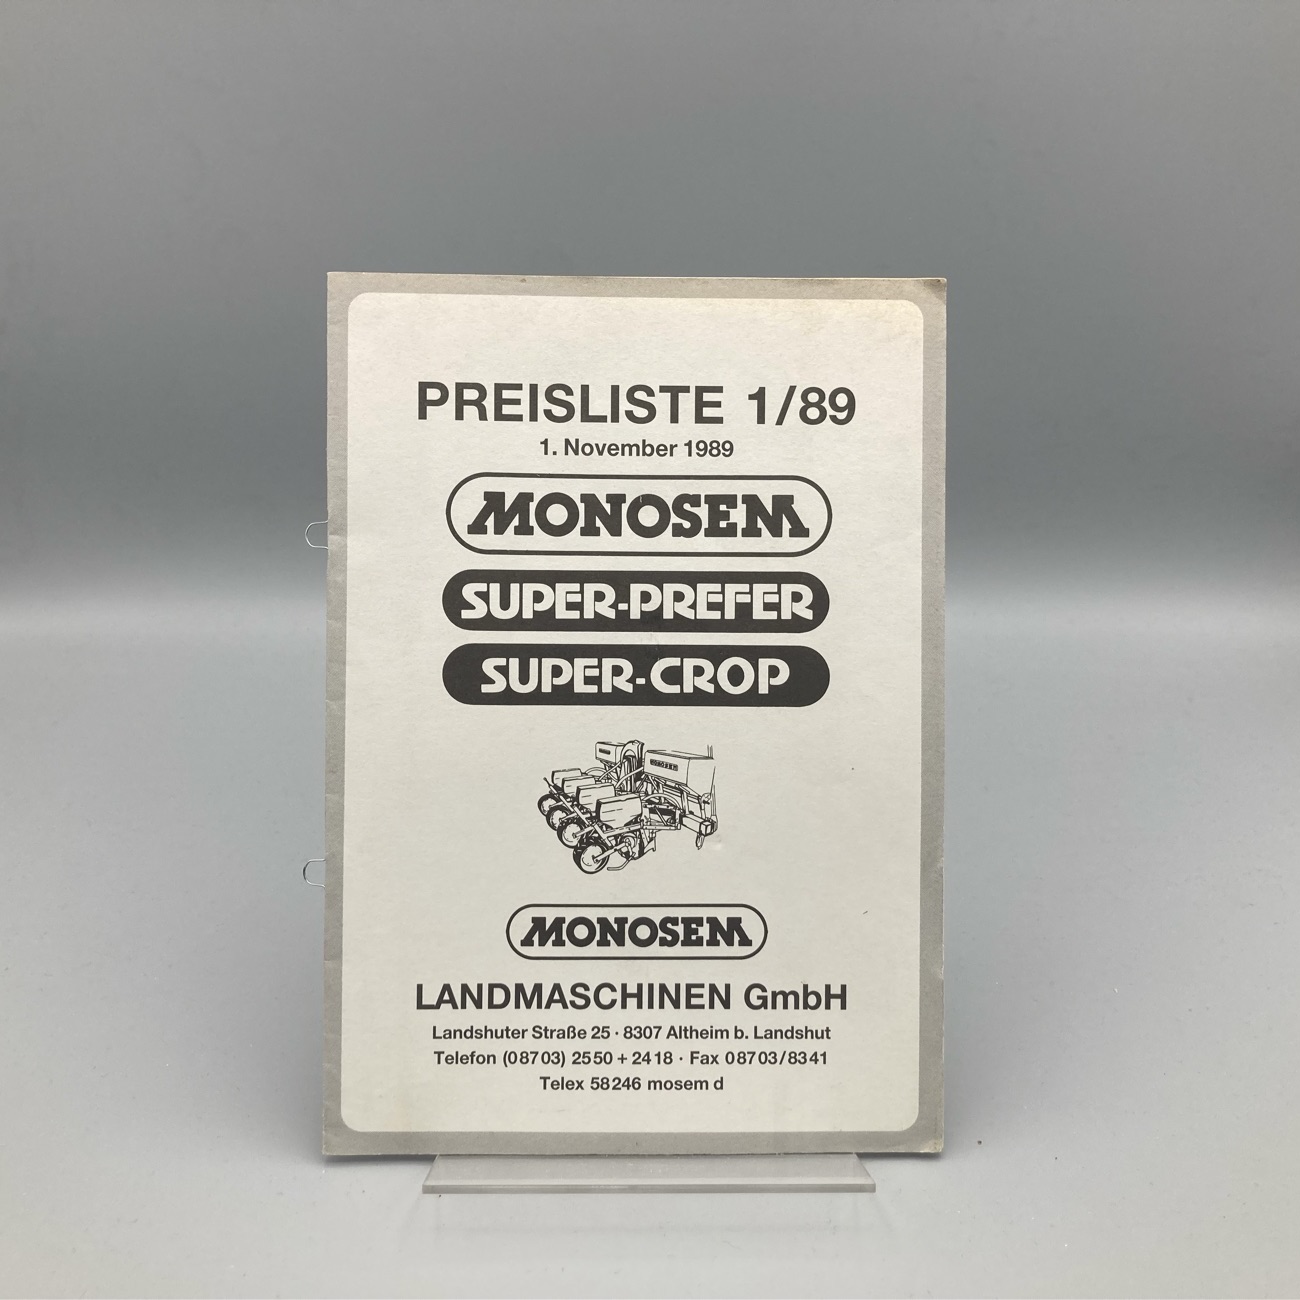 PREISLISTE 1/89
1. November 1989
MONOSEM
SUPER-PREFER
SUPER-CROP
MONOSEM
MONOSEM
LANDMASCHINEN GmbH
Landshuter Straße 25 · 8307 Altheim b. Landshut
Telefon (08703) 2550 + 2418 · Fax 08703/8341
Telex 58246 mosem d